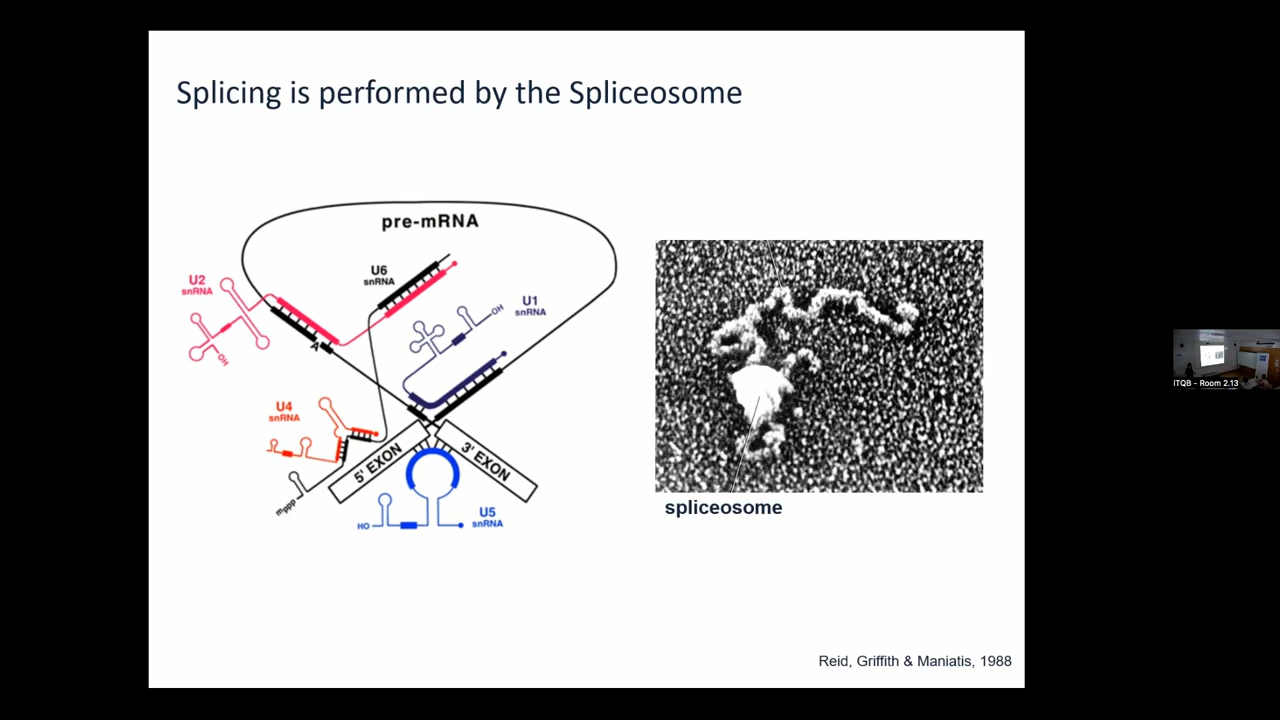 Splicing is performed by the Spliceosome
pre-mRNA
U6
snRNA
U2
snRNA
U1
snRNA
OH
OH
A
U4
snRNA
5' EXON
3' EXON
mppp
HO
U5
snRNA
spliceosome
Reid, Griffith & Maniatis, 1988
ITQB - Room 2.13